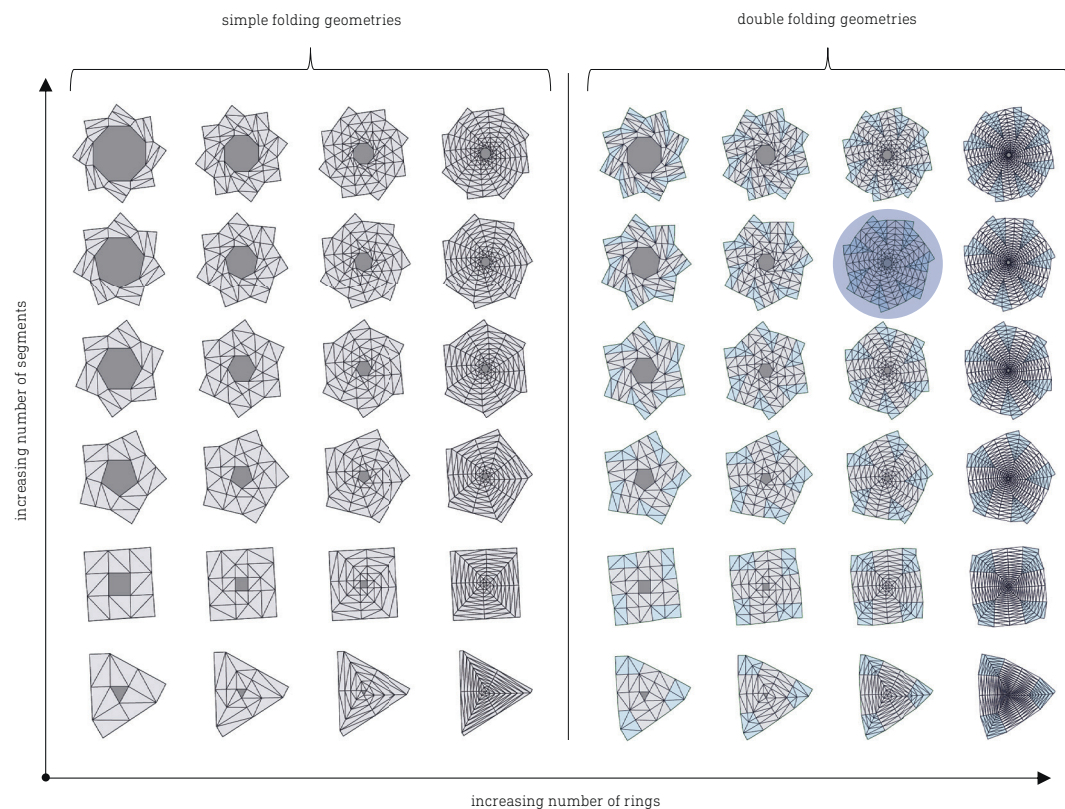 simple folding geometries
double folding geometries
increasing number of segments
increasing number of rings